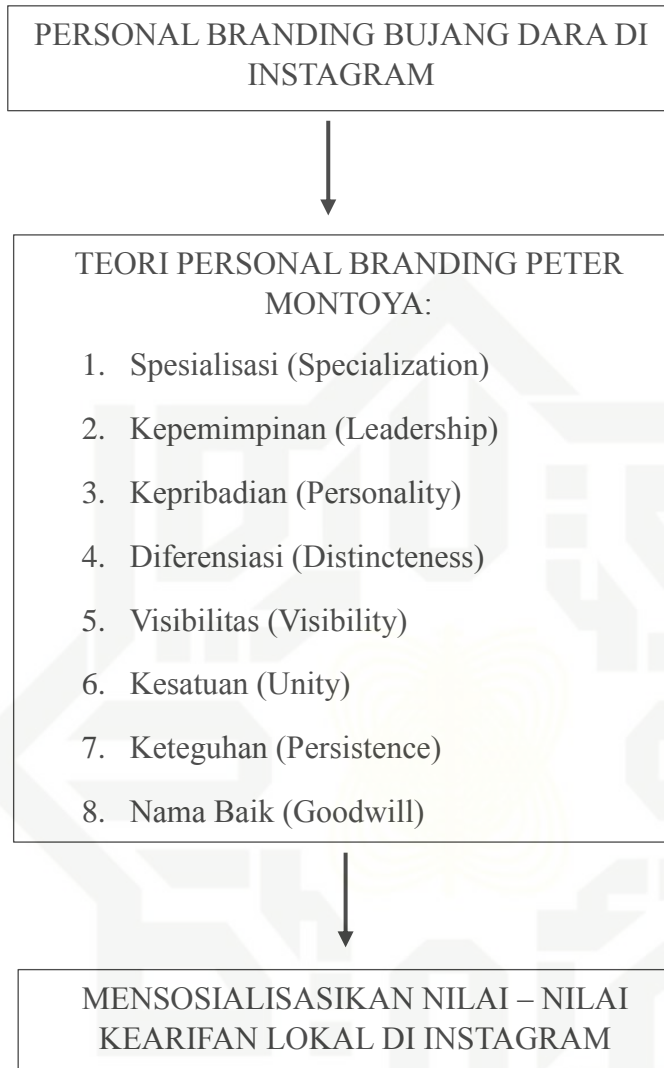 PERSONAL BRANDING BUJANG DARA DI
INSTAGRAM
TEORI PERSONAL BRANDING PETER
MONTOYA:
1. Spesialisasi (Specialization)
2. Kepemimpinan (Leadership)
3. Kepribadian (Personality)
4. Diferensiasi (Distincteness)
5. Visibilitas (Visibility)
6. Kesatuan (Unity)
7. Keteguhan (Persistence)
8. Nama Baik (Goodwill)
MENSOSIALISASIKAN NILAI – NILAI
KEARIFAN LOKAL DI INSTAGRAM